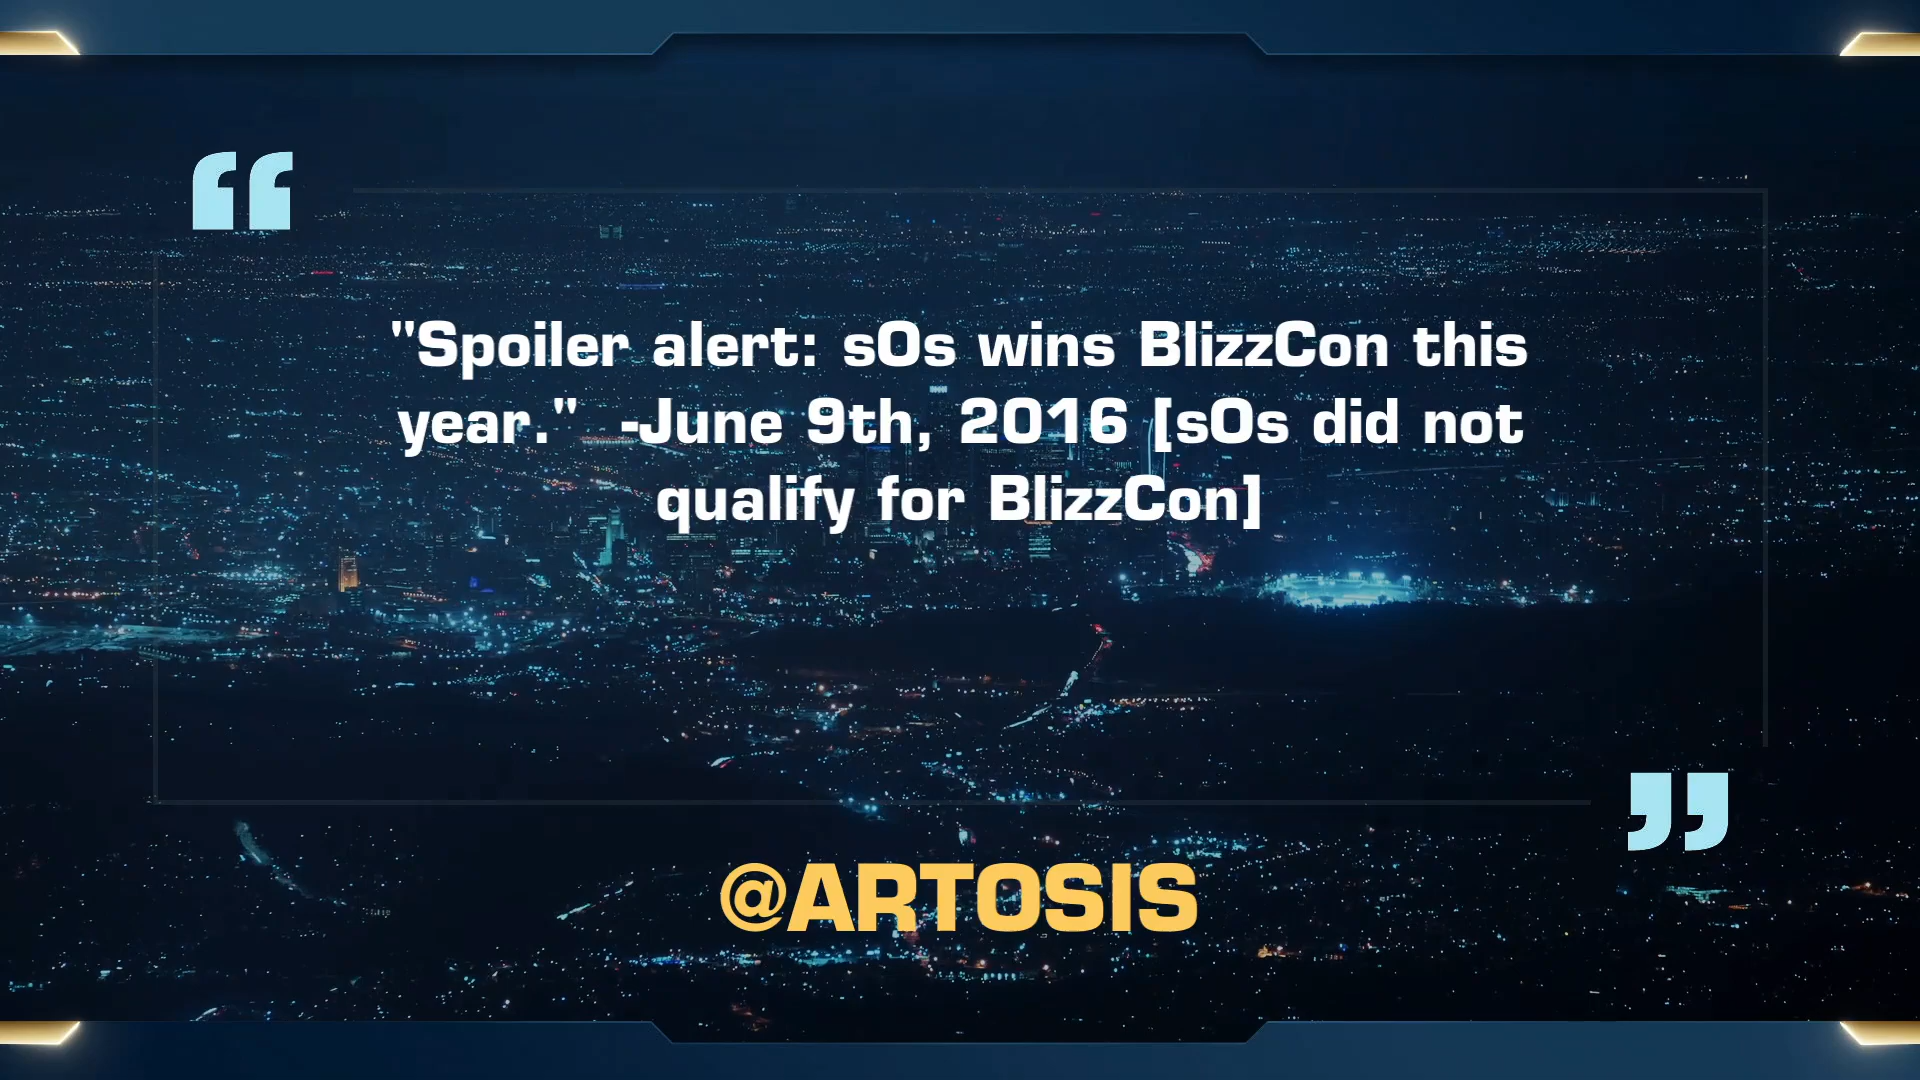 "Spoiler alert: sOs wins BlizzCon this
year."  -June 9th, 2016 [sOs did not
qualify for BlizzCon]
@ARTOSIS